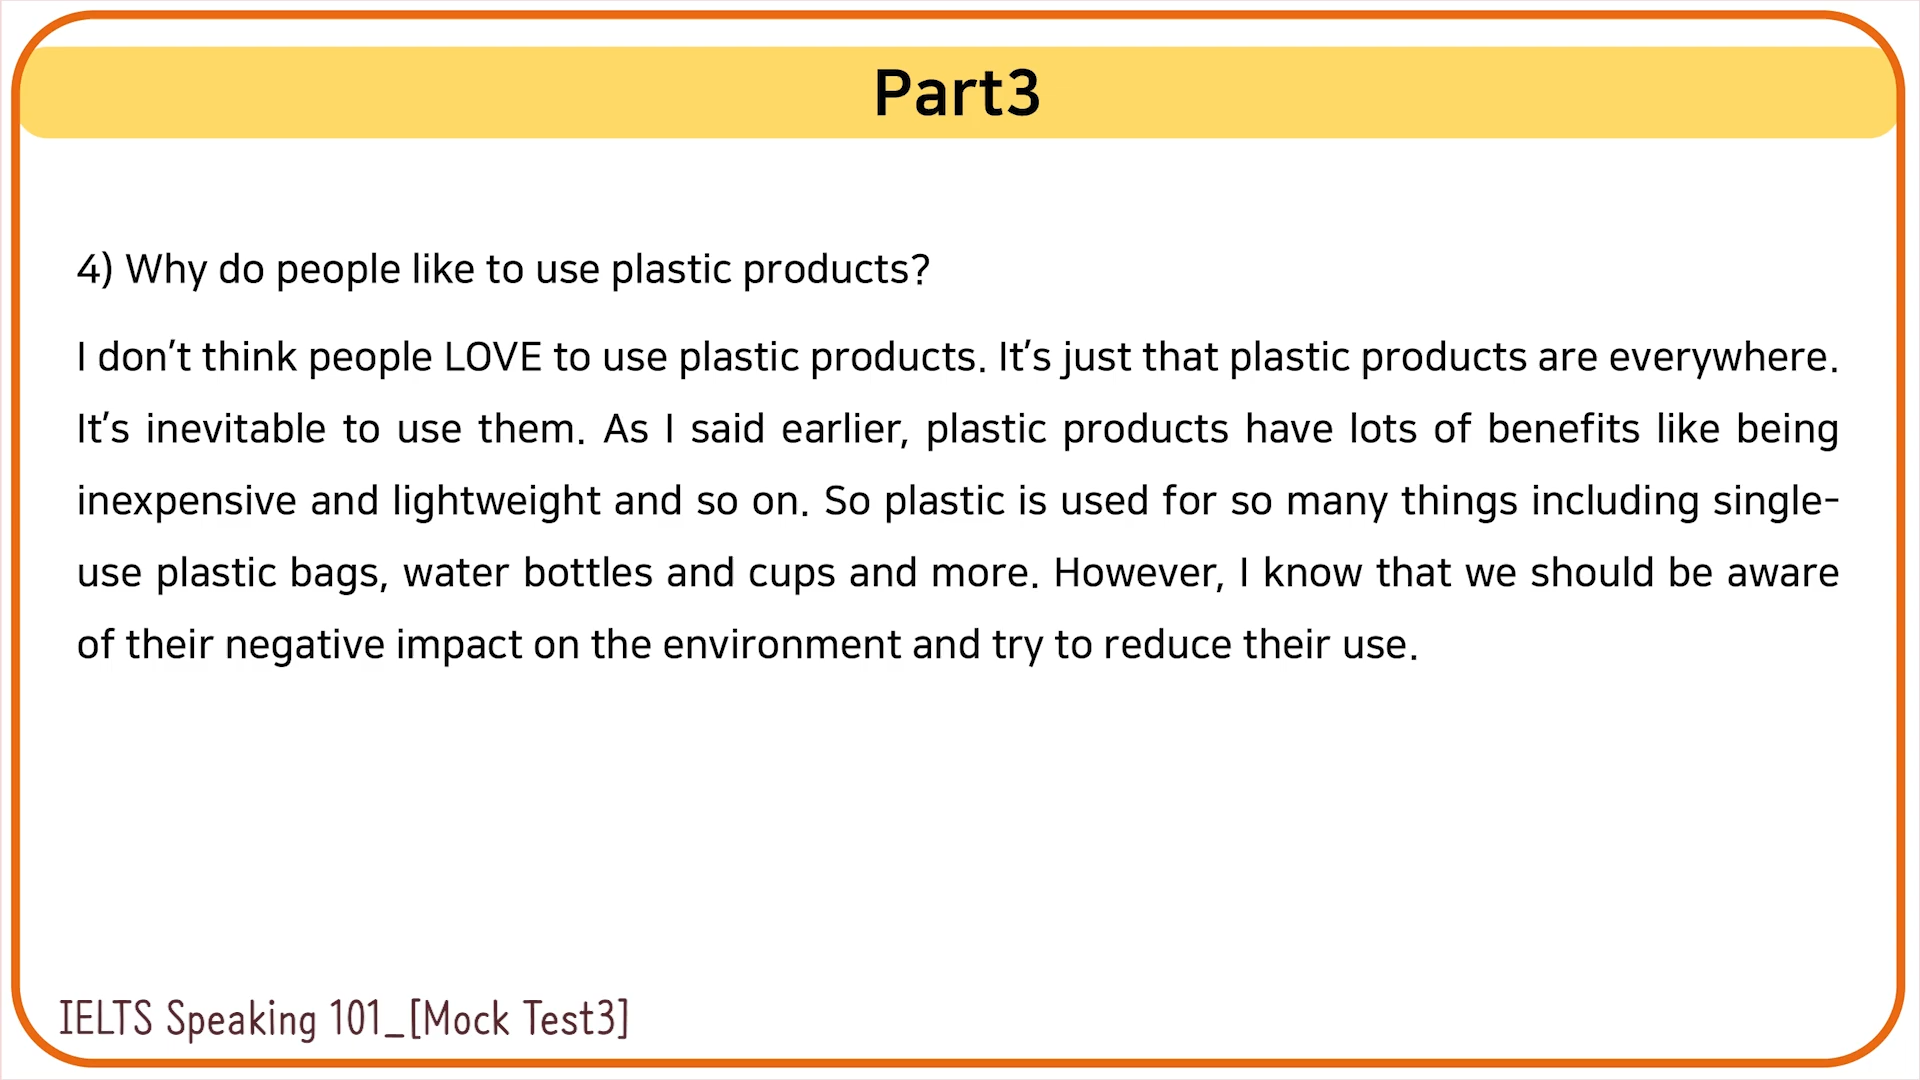 Part3
4) Why do people like to use plastic products?
I don't think people LOVE to use plastic products. It's just that plastic products are everywhere.
It's inevitable to use them. As I said earlier, plastic products have lots of benefits like being
inexpensive and lightweight and so on. So plastic is used for so many things including single-
use plastic bags, water bottles and cups and more. However, I know that we should be aware
of their negative impact on the environment and try to reduce their use.
IELTS Speaking 101_[Mock Test3]